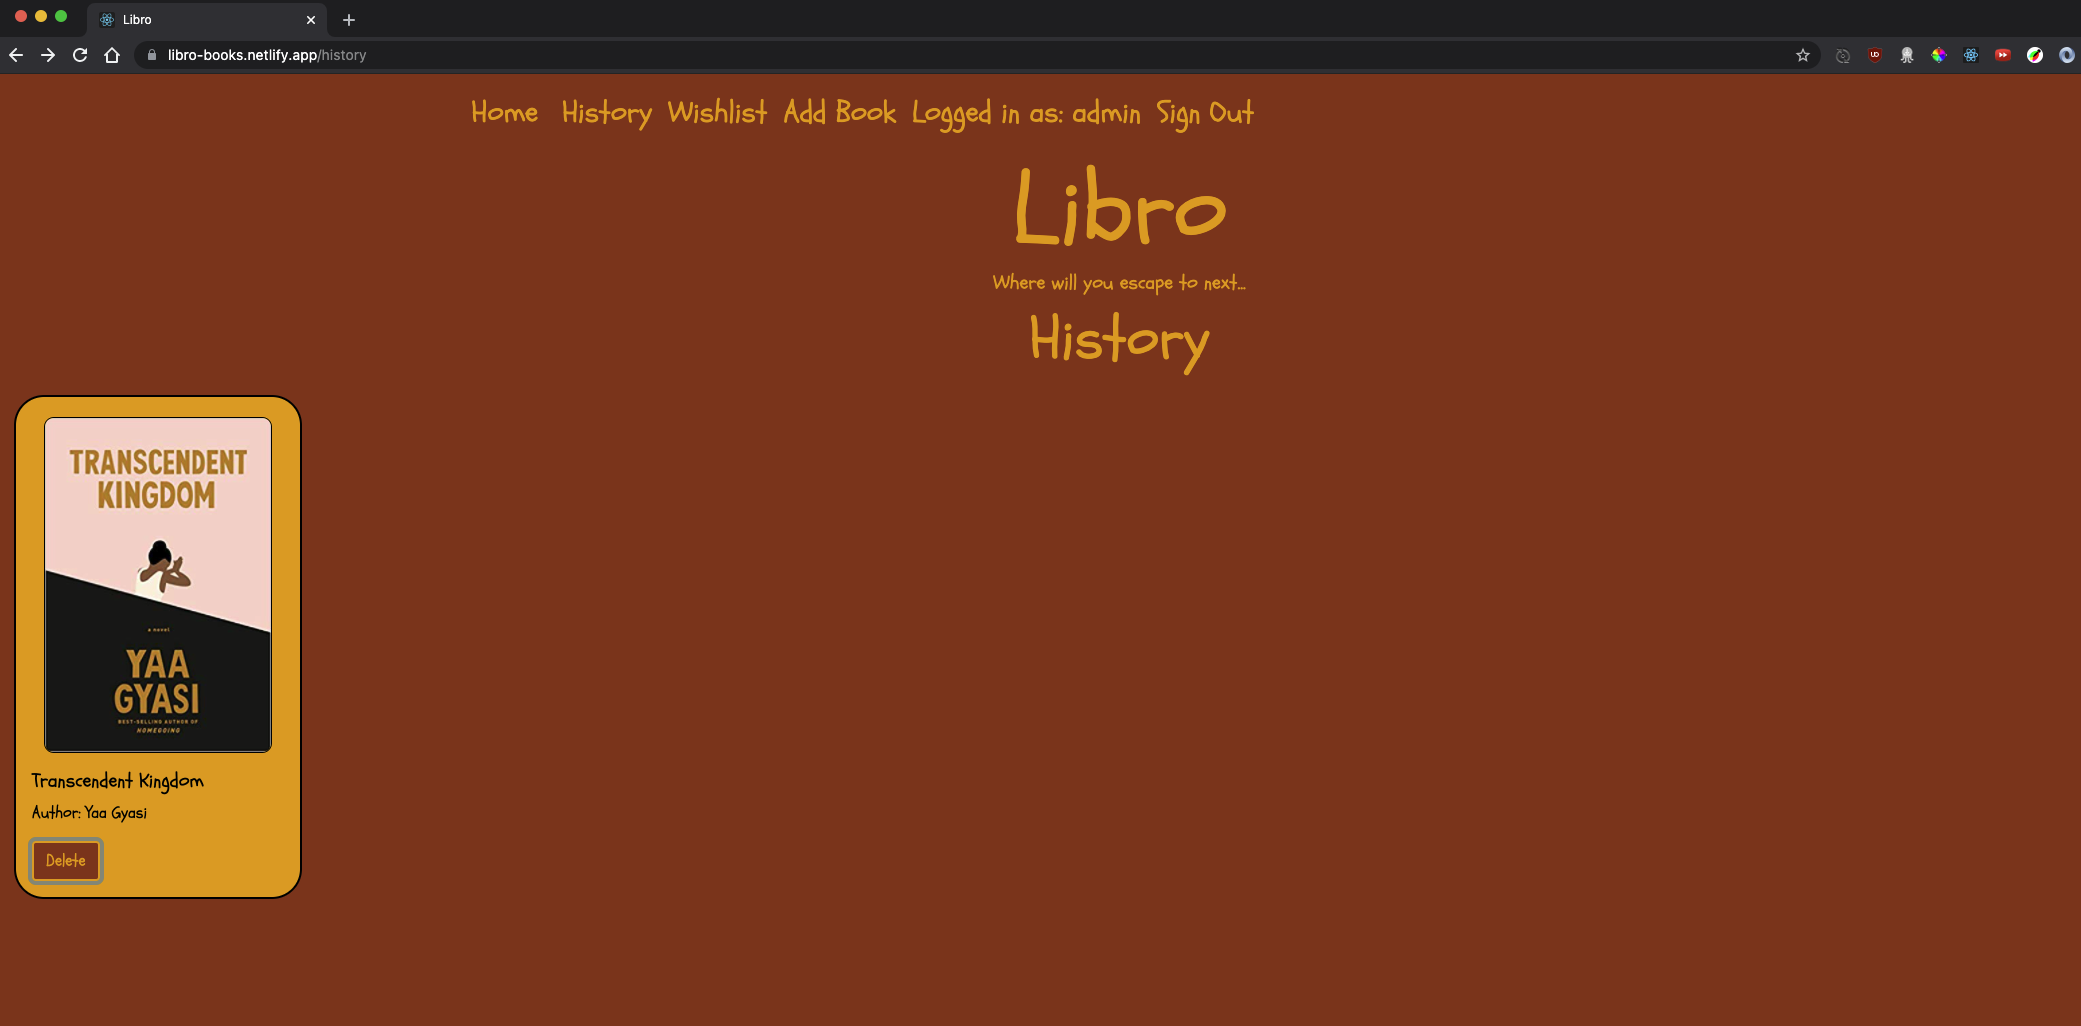 Libro
libro-books.netlify.app/history
UD
Home History Wishlist Add Book Logged in as: admin Sign Out
Libro
Where will you escape to next...
History
TRANSCENDENT
KINGDOM
a novel
YAA
GYASI
BEST-SELLING AUTHOR OF
HOMEGOING
Transcendent Kingdom
Author: Yaa Gyasi
Delete